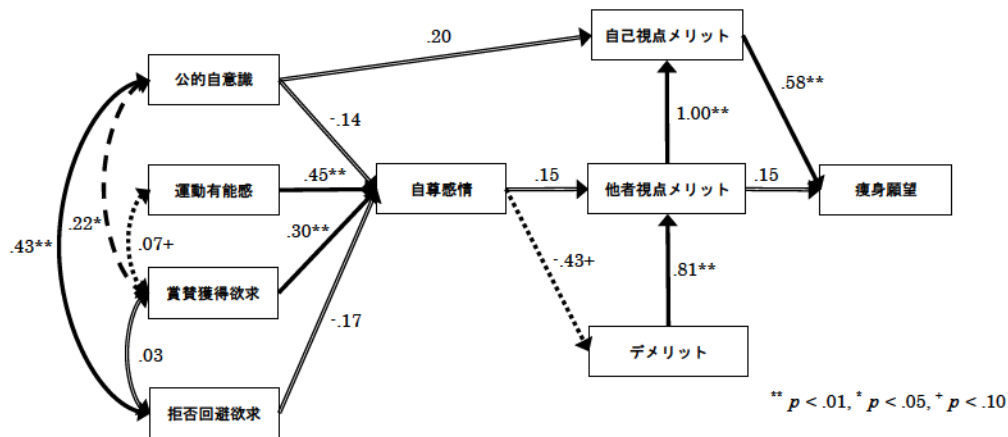 自己視点メリット
.20
公的自意識
.58**
-.14
1.00**
運動有能感
.45**
自尊感情
.15
他者視点メリット
.15
痩身願望
.22*
.43**
.07+
.30**
-.43+
.81**
賞賛獲得欲求
-.17
.03
デメリット
拒否回避欲求
** p < .01, * p < .05, + p < .10